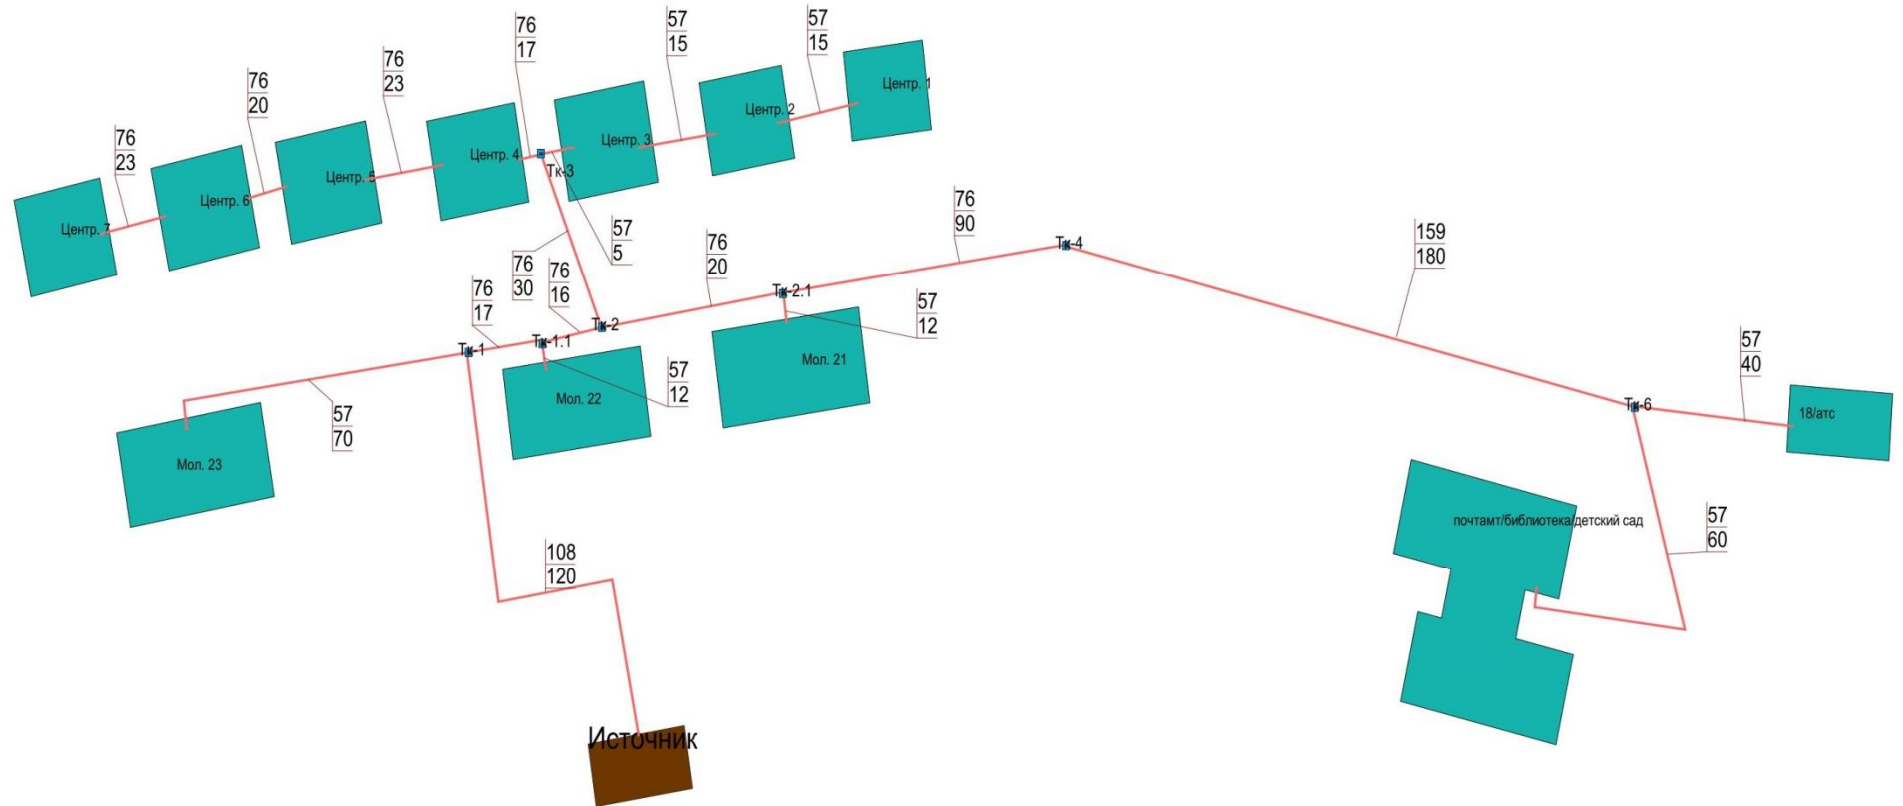 57
15
57
15
76
17
76
23
76
20
76
23
Центр. 1
Центр. 2
Центр. 3
Центр. 4
Центр. 5
Центр. 6
Центр. 7
Тк-3
57
5
76
30
76
16
76
17
76
20
76
90
Тк-4
159
180
Тк-2.1
57
12
Тк-2
Тк-1.1
Тк-1
Мол. 21
Мол. 22
57
12
57
70
Мол. 23
57
40
Тк-6
18/атс
почтамт/библиотека/детский сад
57
60
108
120
Источник